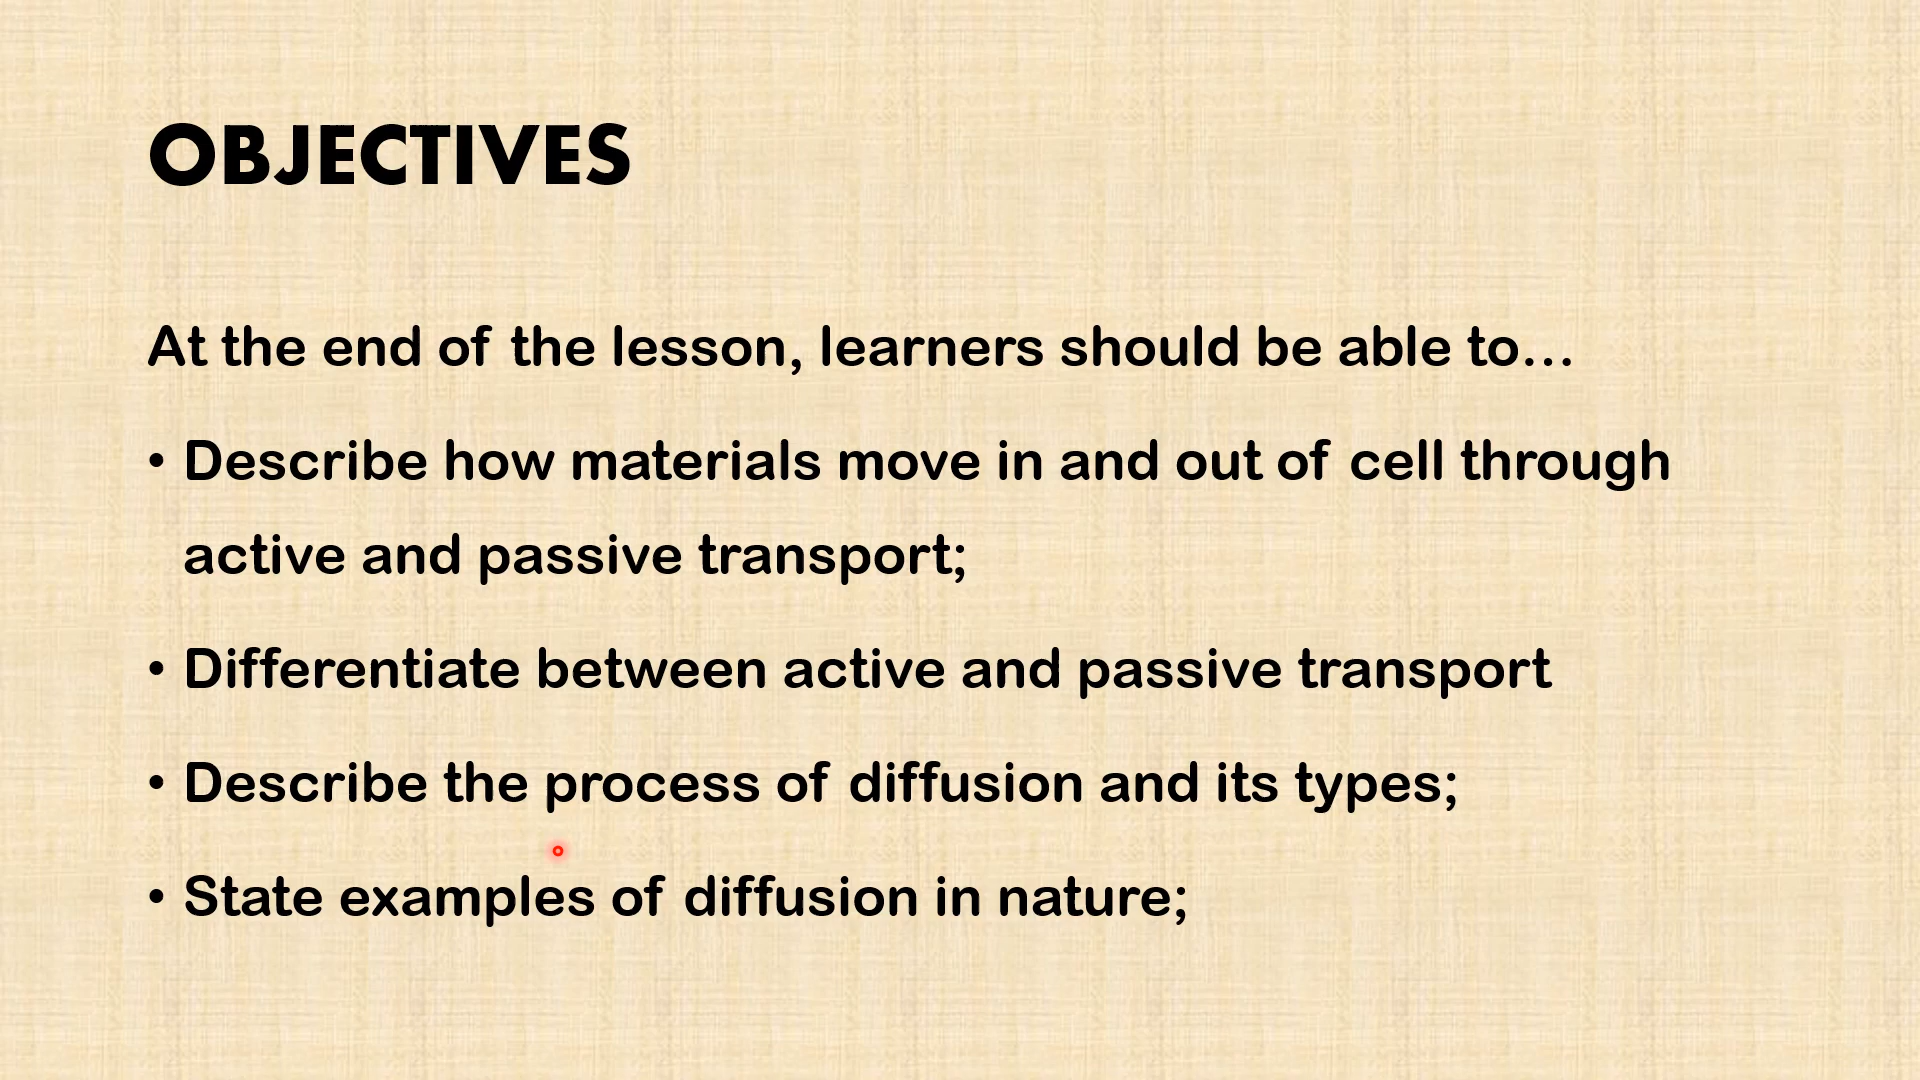 OBJECTIVES
At the end of the lesson, learners should be able to…
• Describe how materials move in and out of cell through
active and passive transport;
• Differentiate between active and passive transport
• Describe the process of diffusion and its types;
• State examples of diffusion in nature;